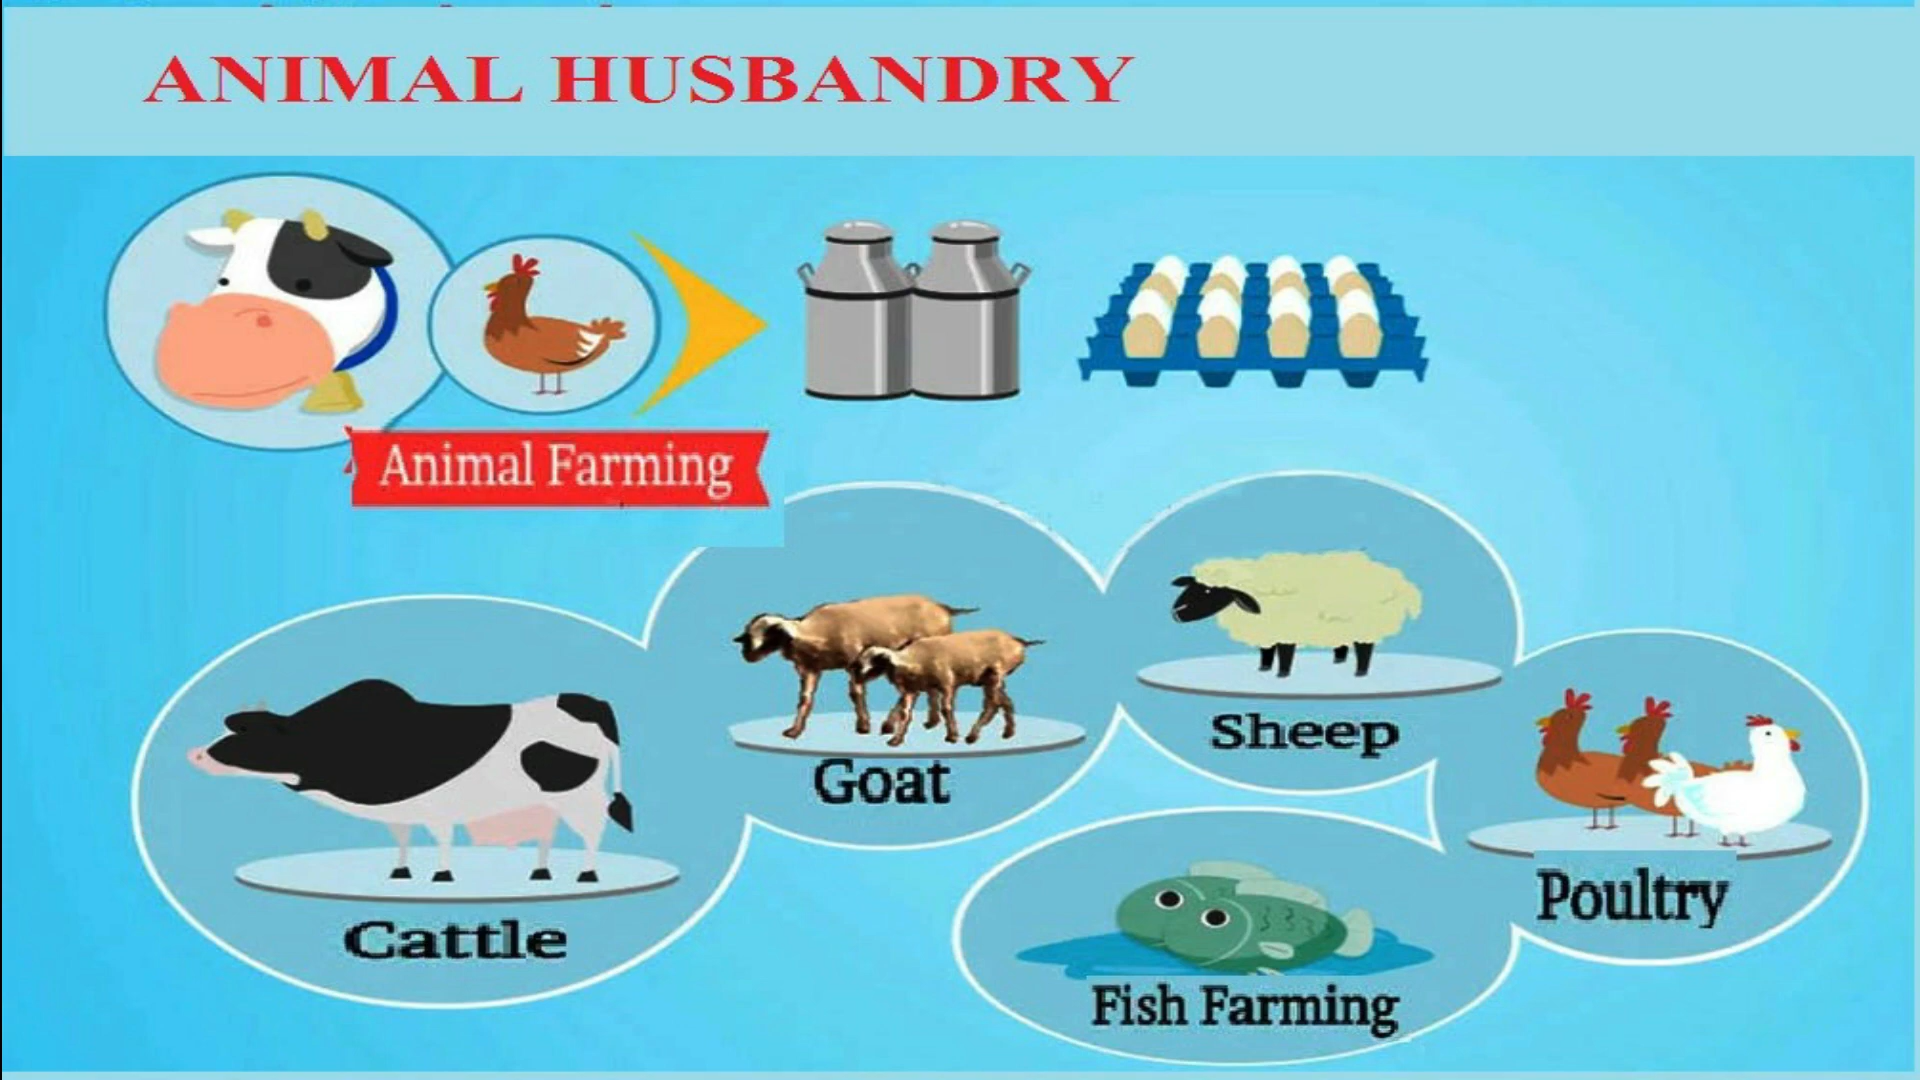 ANIMAL HUSBANDRY
Animal Farming
Goat
Sheep
Cattle
Poultry
Fish Farming